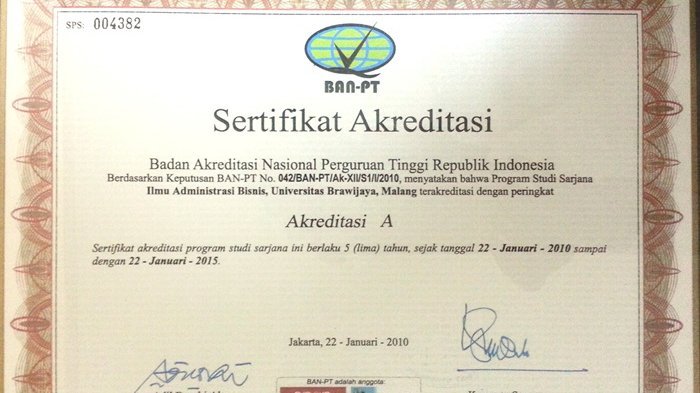 SPS: 004382
BAN-PT
Sertifikat Akreditasi
Badan Akreditasi Nasional Perguruan Tinggi Republik Indonesia
Berdasarkan Keputusan BAN-PT No. 042/BAN-PT/Ak-XII/S1/I/2010, menyatakan bahwa Program Studi Sarjana
Ilmu Administrasi Bisnis, Universitas Brawijaya, Malang terakreditasi dengan peringkat
Akreditasi A
Sertifikat akreditasi program studi sarjana ini berlaku 5 (lima) tahun, sejak tanggal 22 - Januari - 2010 sampai
dengan 22 - Januari - 2015.
Jakarta, 22 - Januari - 2010
BAN-PT adalah anggota: